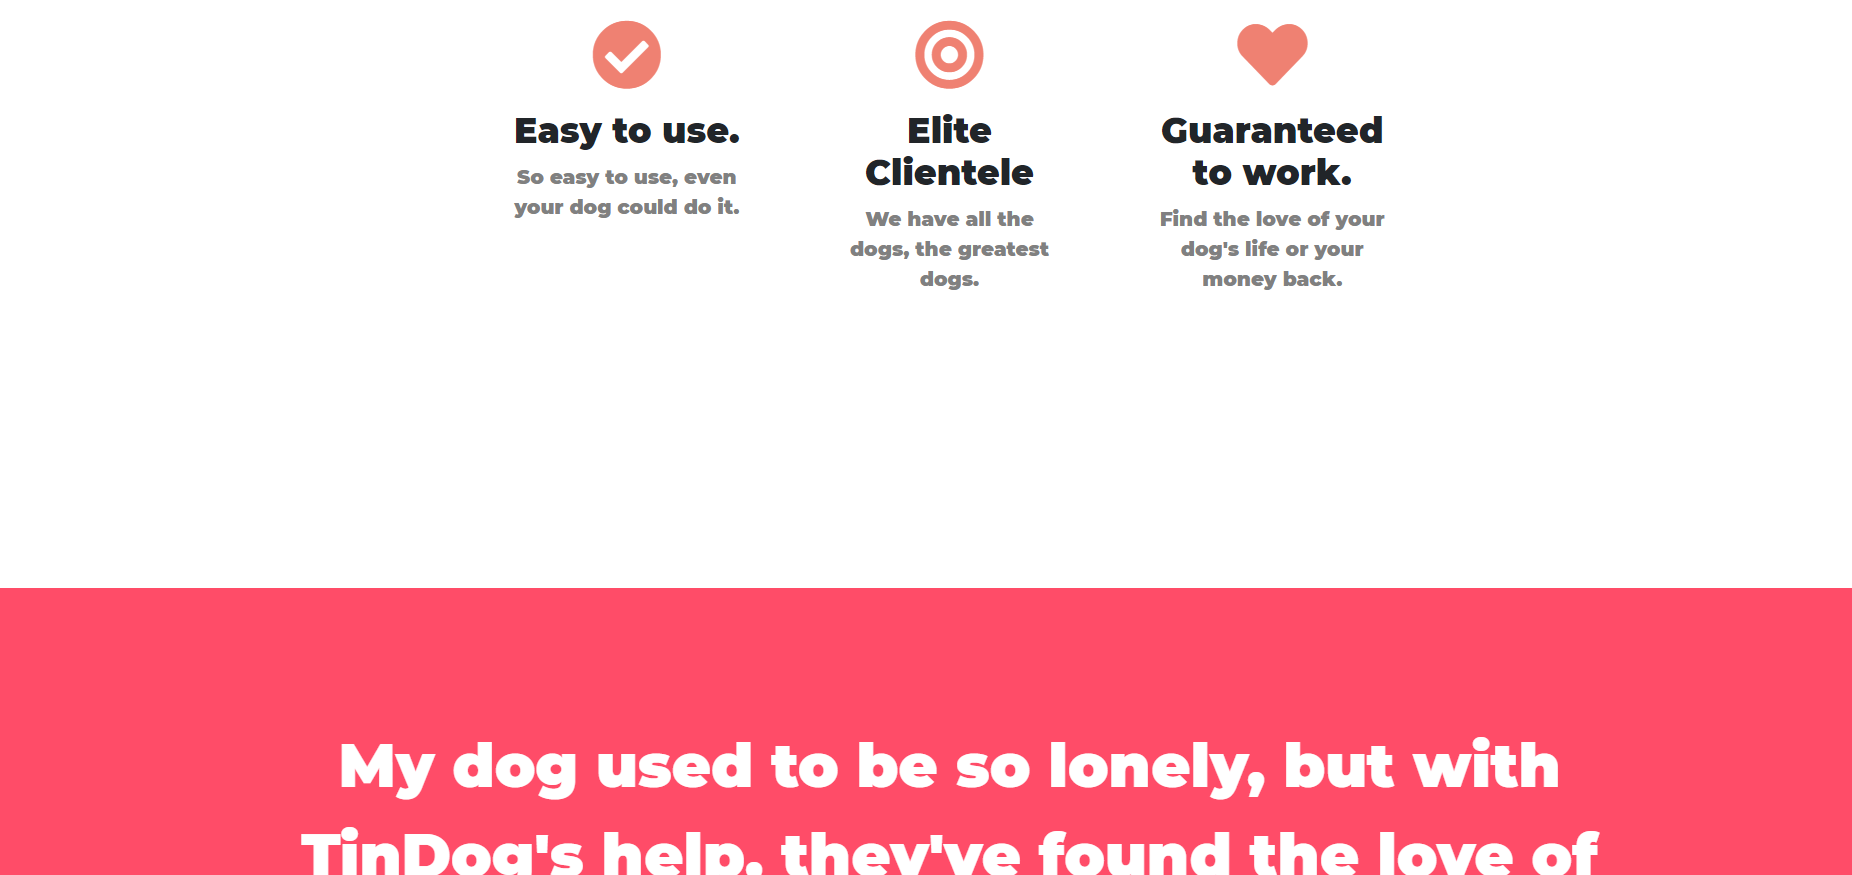 Easy to use.
So easy to use, even
your dog could do it.
Elite
Clientele
We have all the
dogs, the greatest
dogs.
Guaranteed
to work.
Find the love of your
dog's life or your
money back.
My dog used to be so lonely, but with
TinDog's help, they've found the love of